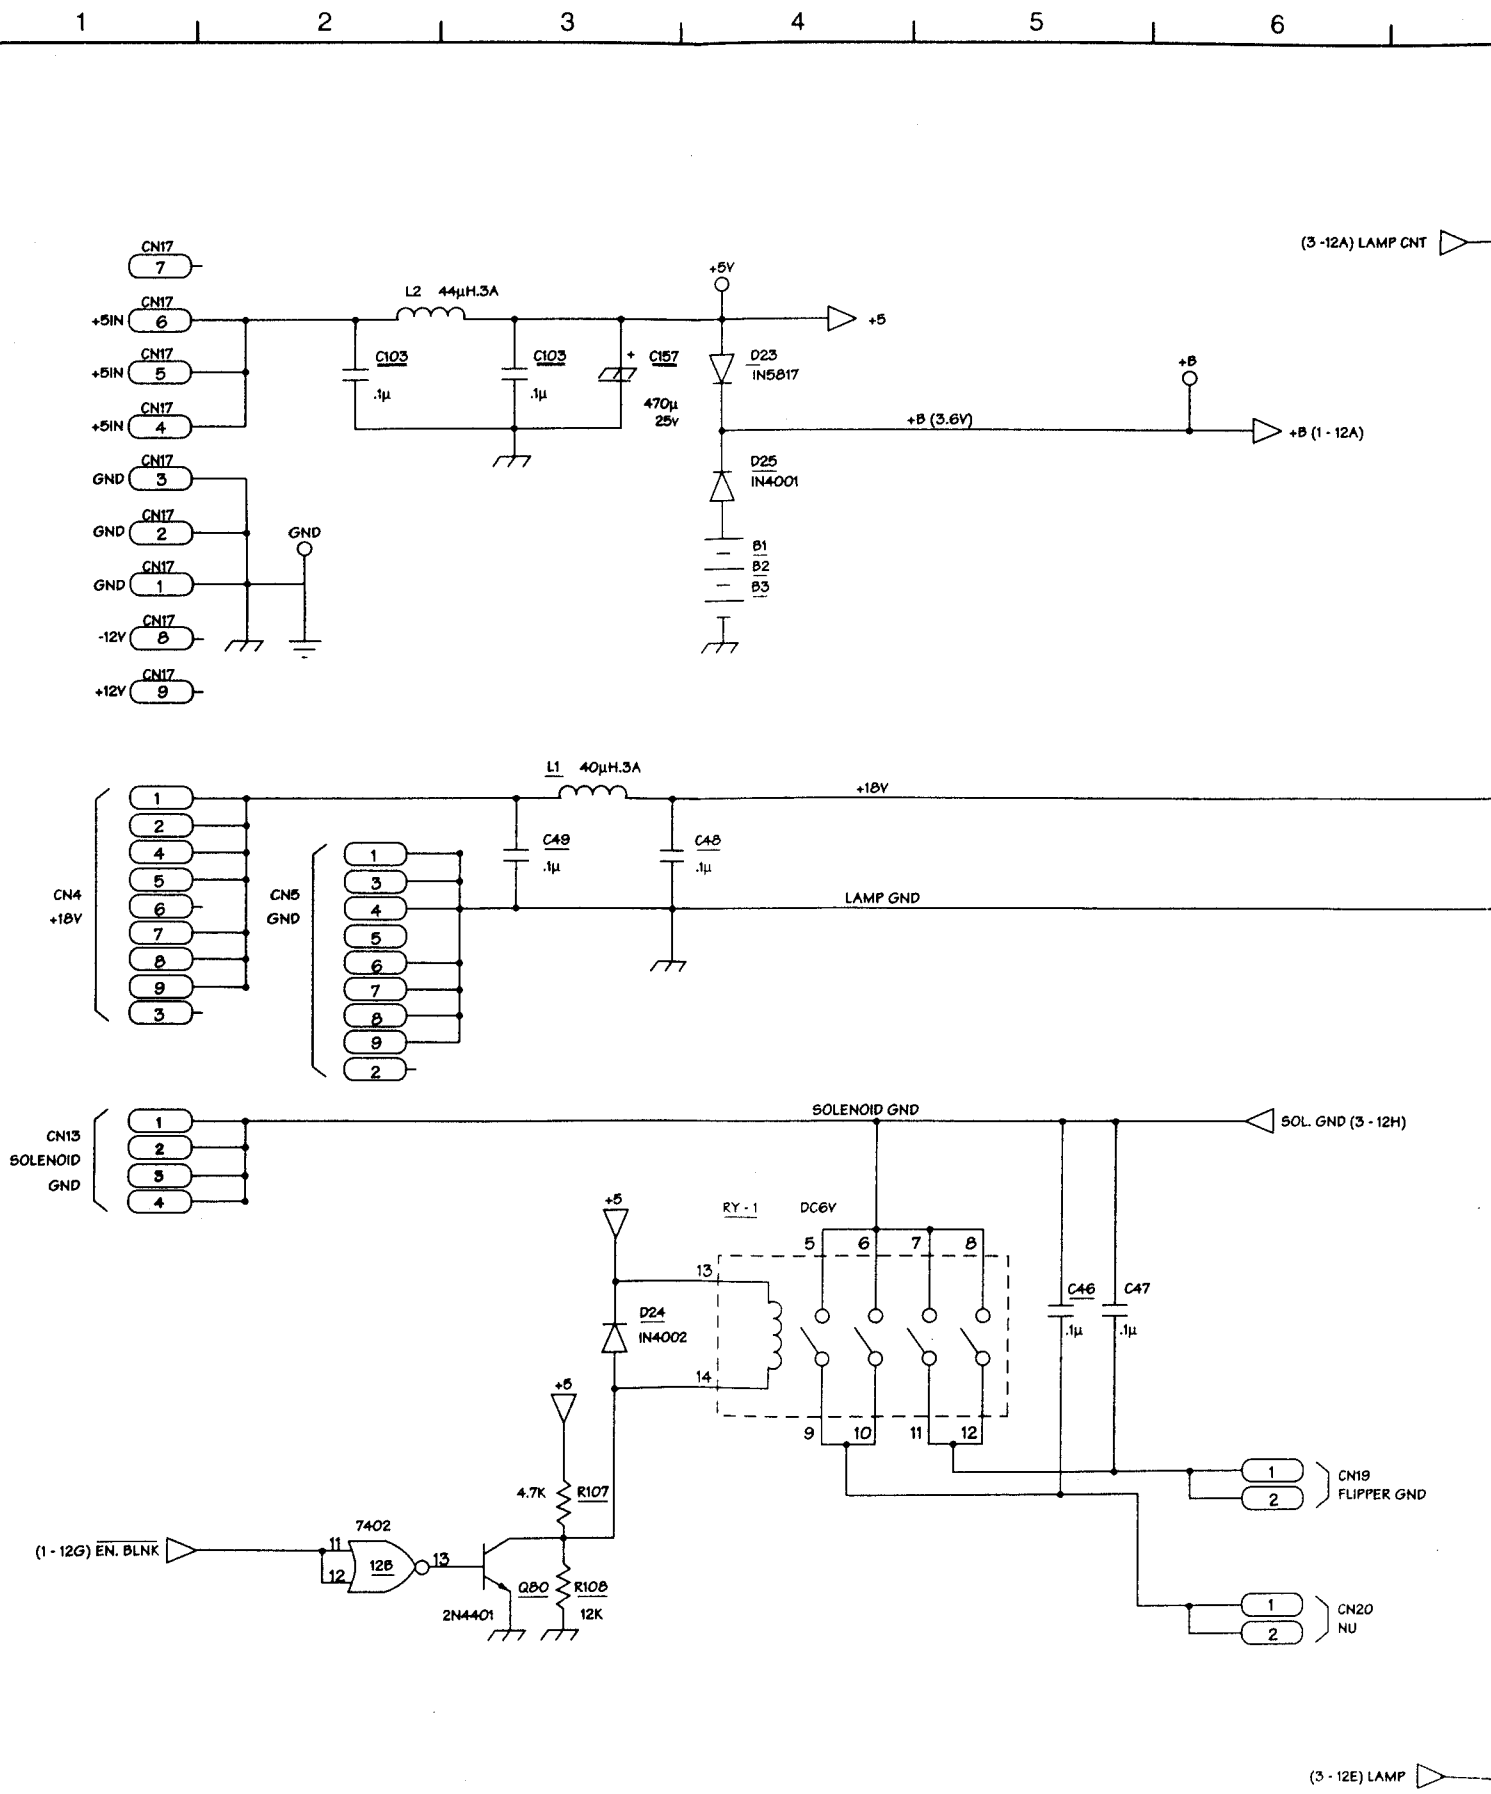 1 2 3 4 5 6
(3 -12A) LAMP CNT
CN17
7
+5V
L2 44µH.3A
CN17
+5IN 6
+5
C103
.1µ
C103
.1µ
+ C157
470µ
25V
D23
IN5817
CN17
+5IN 5
+B
CN17
+5IN 4
+B (3.6V)
+B (1 - 12A)
CN17
GND 3
D25
IN4001
CN17
GND 2
GND
B1
B2
B3
CN17
GND 1
CN17
-12V 8
CN17
+12V 9
L1 40µH.3A
+18V
CN4
+18V
1
2
4
5
6
7
8
9
3
CN5
GND
1
3
4
5
6
7
8
9
2
C49
.1µ
C48
.1µ
LAMP GND
SOLENOID GND
SOL. GND (3 - 12H)
CN13
SOLENOID
GND
1
2
3
4
+5
RY - 1 DC6V
5 6 7 8
13
D24
IN4002
14
C46
.1µ
C47
.1µ
+5
9 10 11 12
1
2
CN19
FLIPPER GND
4.7K R107
7402
(1 - 12G) EN. BLNK
11
12
12B
13
Q80
2N4401
R108
12K
1
2
CN20
NU
(3 - 12E) LAMP